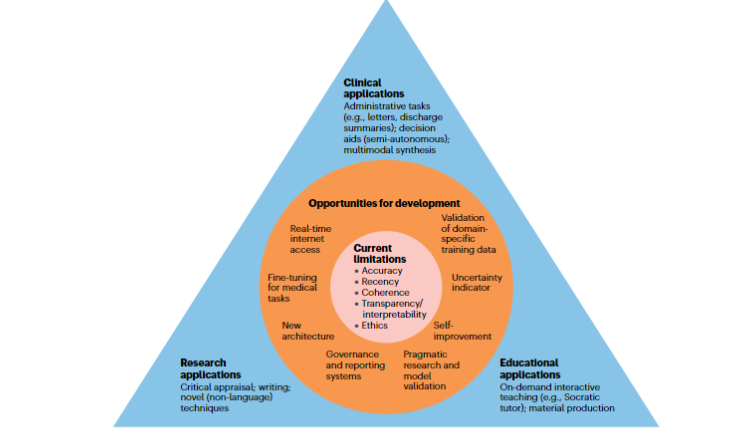 Clinical
applications
Administrative tasks
(e.g., letters, discharge
summaries); decision
aids (semi-autonomous);
multimodal synthesis
Opportunities for development
Real-time
internet
access
Validation
of domain-
specific
training data
Current
limitations
• Accuracy
• Recency
• Coherence
• Transparency/
interpretability
• Ethics
Fine-tuning
for medical
tasks
Uncertainty
indicator
New
architecture
Self-
improvement
Governance
and reporting
systems
Pragmatic
research and
model
validation
Research
applications
Critical appraisal; writing;
novel (non-language)
techniques
Educational
applications
On-demand interactive
teaching (e.g., Socratic
tutor); material production